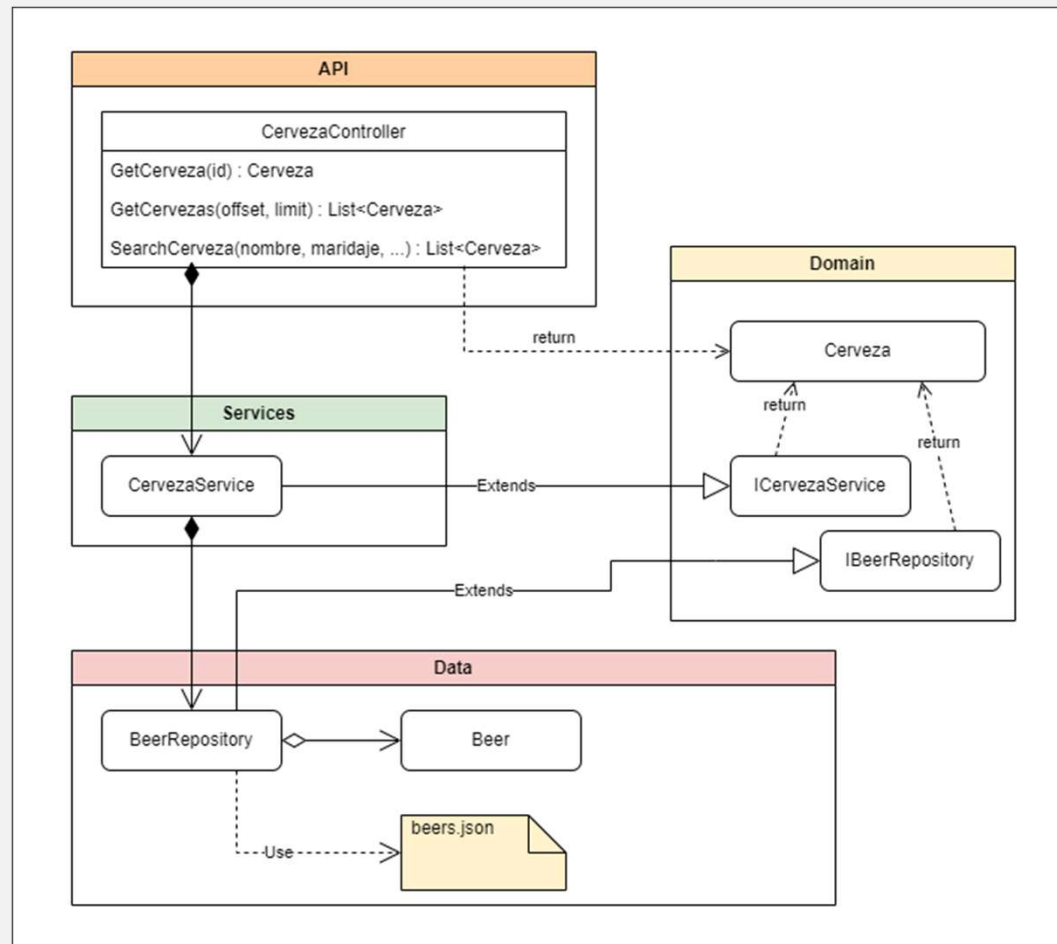 API
CervezaController
GetCerveza(id) : Cerveza
GetCervezas(offset, limit) : List<Cerveza>
SearchCerveza(nombre, maridaje, ...) : List<Cerveza>
Domain
return
Cerveza
return
Services
return
CervezaService
Extends
ICervezaService
IBeerRepository
Extends
Data
BeerRepository
Beer
beers.json
Use